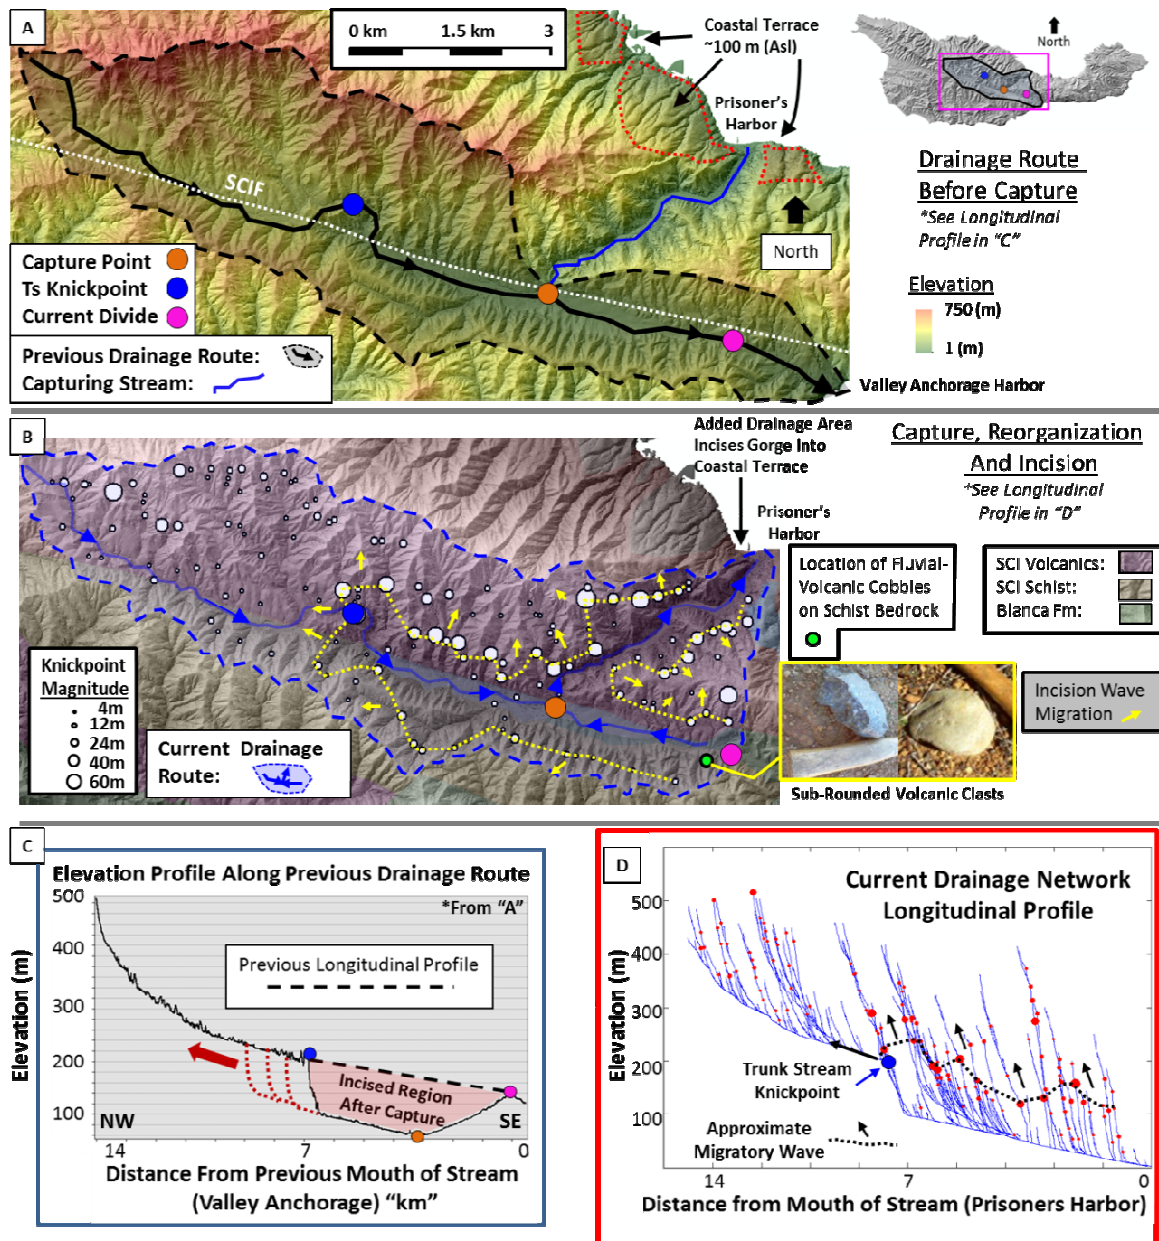 A
0 km 1.5 km 3
Coastal Terrace
~100 m (Asl)
Prisoner's
Harbor
North
SCIF
North
Drainage Route
Before Capture
*See Longitudinal
Profile in "C"
Elevation
750 (m)
1 (m)
Capture Point
Ts Knickpoint
Current Divide
Previous Drainage Route:
Capturing Stream:
Valley Anchorage Harbor
B
Added Drainage Area
Incises Gorge Into
Coastal Terrace
Prisoner's
Harbor
Capture, Reorganization
And Incision
*See Longitudinal
Profile in "D"
Location of Fluvial-
Volcanic Cobbles
on Schist Bedrock
SCI Volcanics:
SCI Schist:
Blanca Fm:
Knickpoint
Magnitude
4m
12m
24m
40m
60m
Current Drainage
Route:
Incision Wave
Migration
Sub-Rounded Volcanic Clasts
C
Elevation Profile Along Previous Drainage Route
*From "A"
Previous Longitudinal Profile
Elevation (m)
500
400
300
200
100
Incised Region
After Capture
NW
SE
14 7 0
Distance From Previous Mouth of Stream
(Valley Anchorage) "km"
D
Current Drainage Network
Longitudinal Profile
Elevation (m)
500
400
300
200
100
Trunk Stream
Knickpoint
Approximate
Migratory Wave
14 7 0
Distance from Mouth of Stream (Prisoners Harbor)